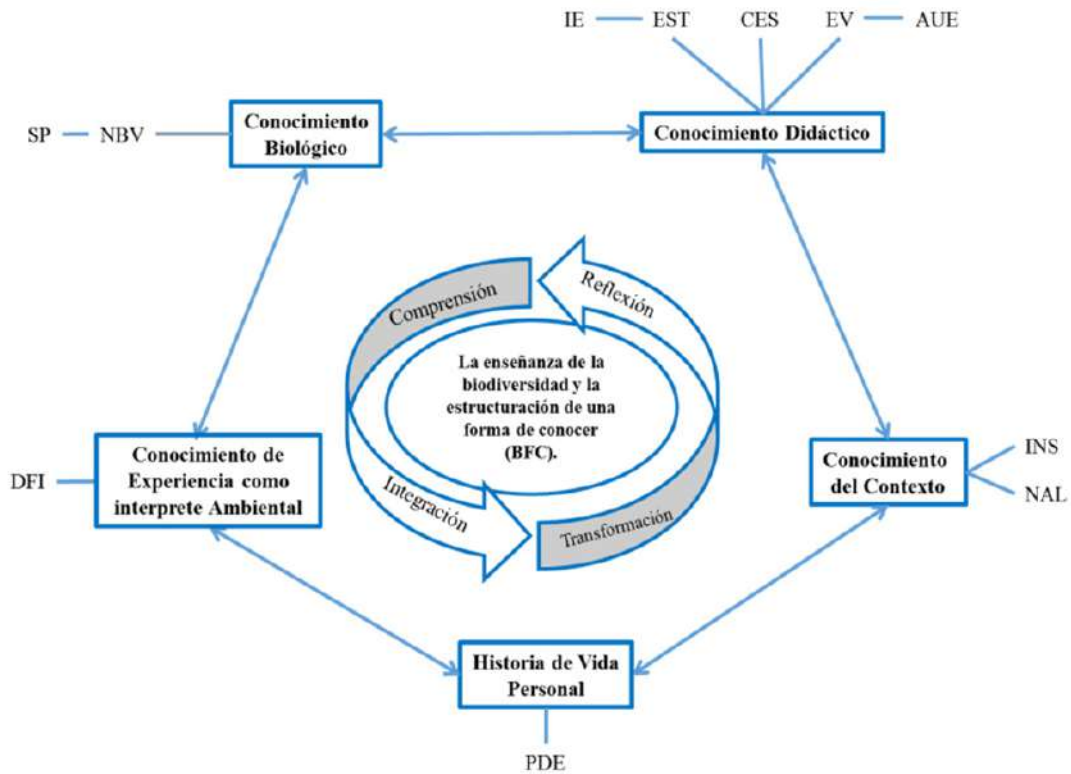 IE
EST
CES
EV
AUE
SP
NBV
Conocimiento
Biológico
Conocimiento Didáctico
Comprensión
Reflexión
La enseñanza de la
biodiversidad y la
estructuración de una
forma de conocer
(BFC).
Integración
Transformación
DFI
Conocimiento de
Experiencia como
interprete Ambiental
Conocimiento
del Contexto
INS
NAL
Historia de Vida
Personal
PDE